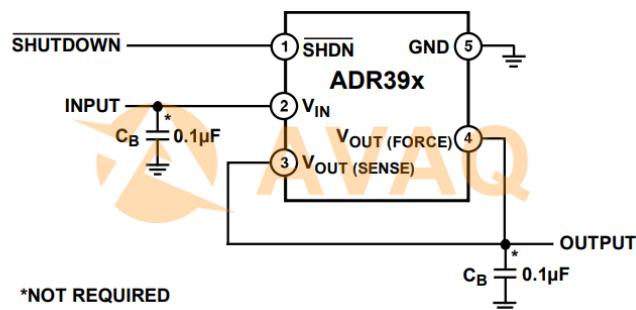 SHUTDOWN
INPUT
*
CB 0.1µF
1
SHDN
GND
5
ADR39x
2
VIN
VOUT (FORCE)
4
3
VOUT (SENSE)
AVAQ
OUTPUT
*
CB 0.1µF
*NOT REQUIRED